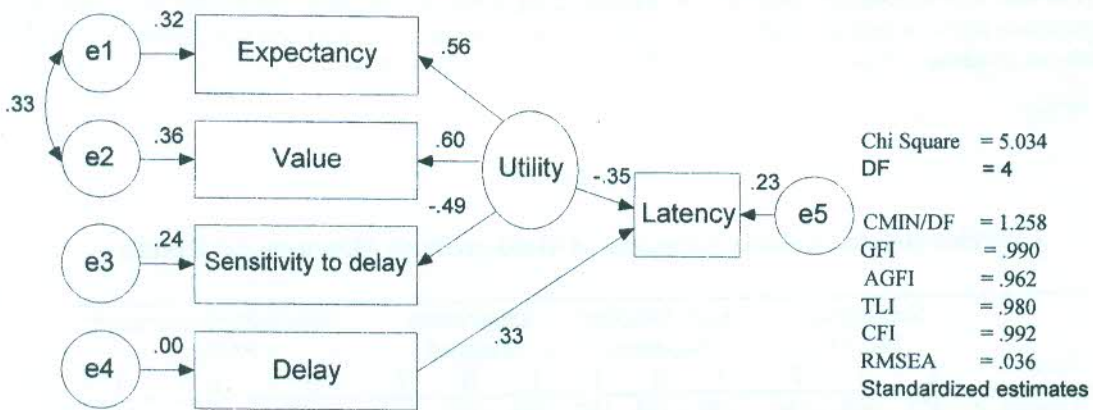 .32
e1
Expectancy
.56
.33
.36
e2
Value
.60
Utility
-.35
-.49
.24
e3
Sensitivity to delay
Latency
.23
e5
.00
e4
Delay
.33
Chi Square = 5.034
DF = 4
CMIN/DF = 1.258
GFI = .990
AGFI = .962
TLI = .980
CFI = .992
RMSEA = .036
Standardized estimates